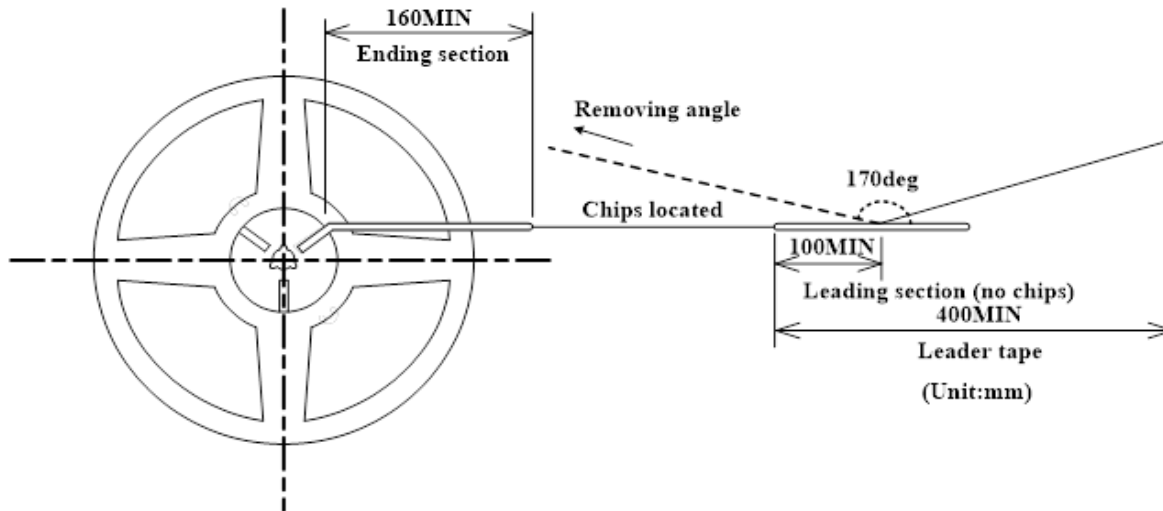 160MIN
Ending section
Removing angle
170deg
Chips located
100MIN
Leading section (no chips)
400MIN
Leader tape
(Unit:mm)